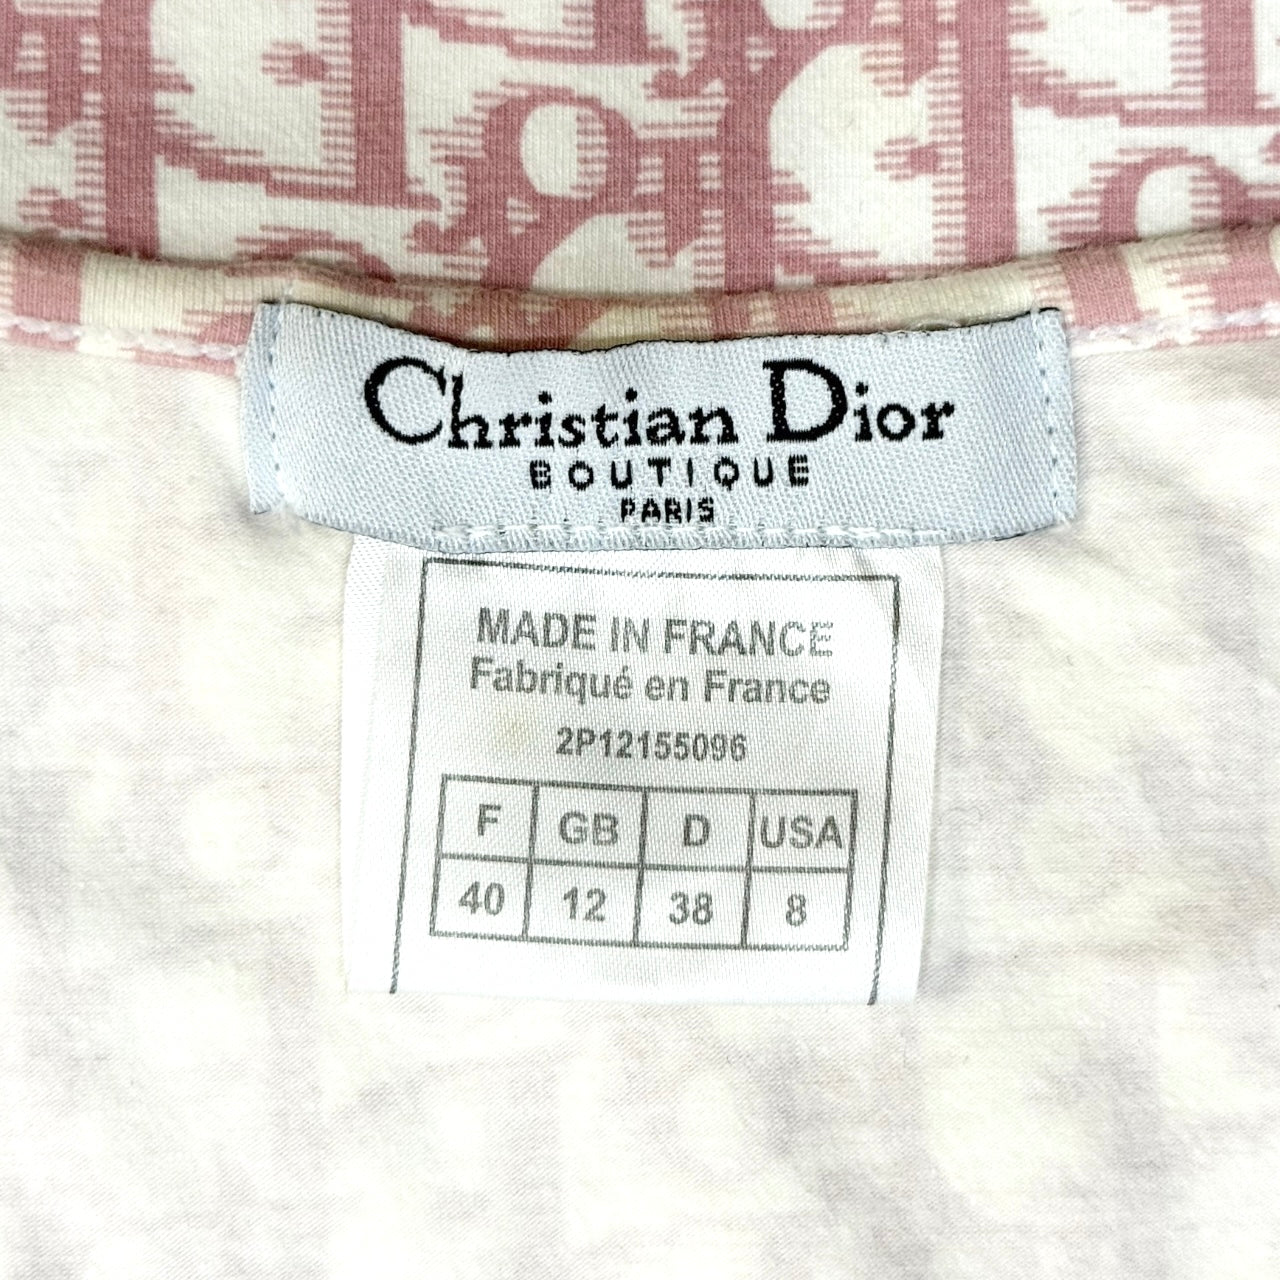 Christian Dior
BOUTIQUE
PARIS
MADE IN FRANCE
Fabriqué en France
2P12155096
F GB D USA
40 12 38 8